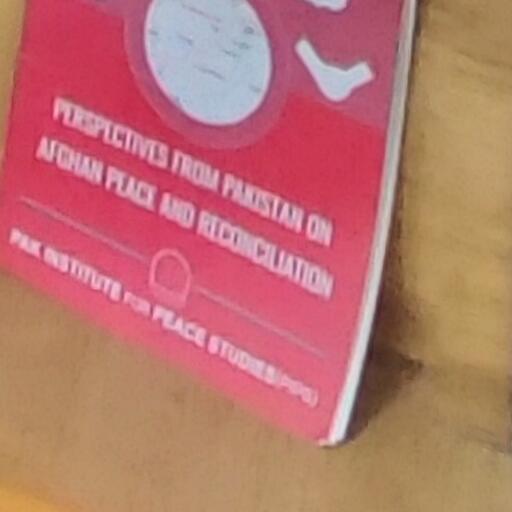 PERSPECTIVES FROM PAKISTAN ON
AFGHAN PEACE AND RECONCILIATION
PAK INSTITUTE FOR PEACE STUDIES (PIPS)